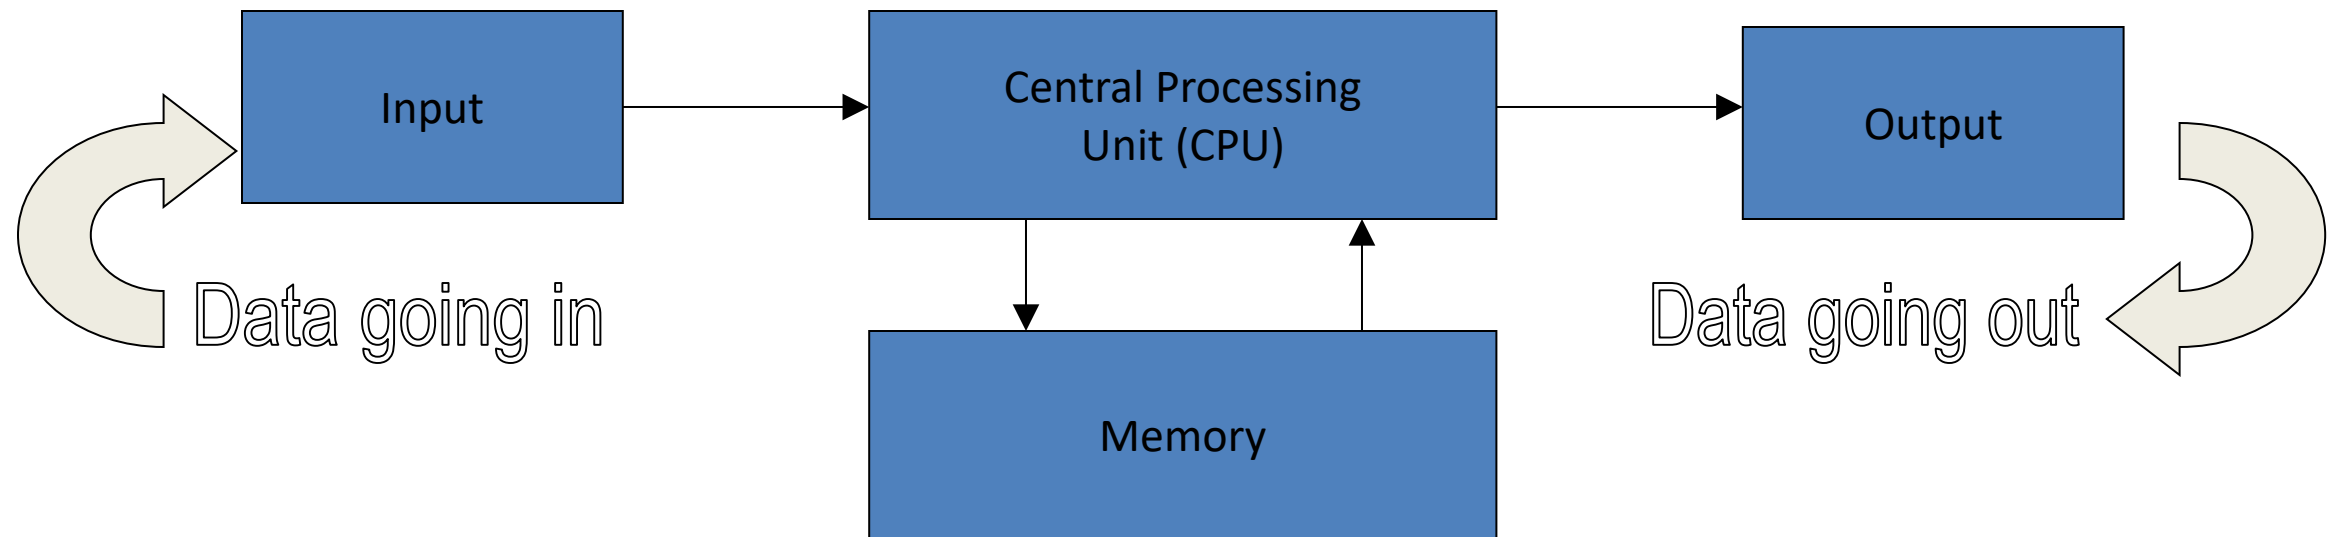 Input
Central Processing
Unit (CPU)
Output
Data going in
Data going out
Memory